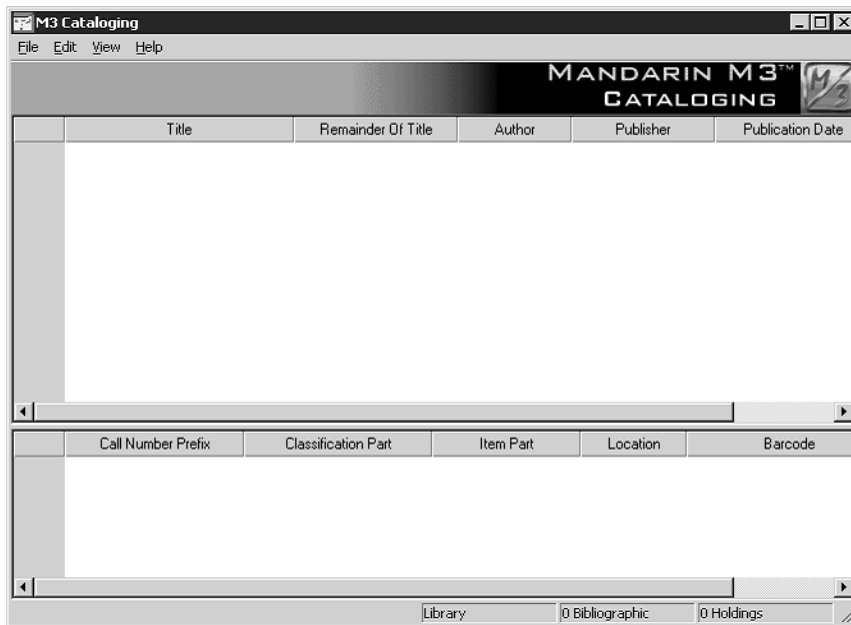 M3 Cataloging
File Edit View Help
MANDARIN M3™
CATALOGING
M/3
Title Remainder Of Title Author Publisher Publication Date
Call Number Prefix Classification Part Item Part Location Barcode
Library 0 Bibliographic 0 Holdings